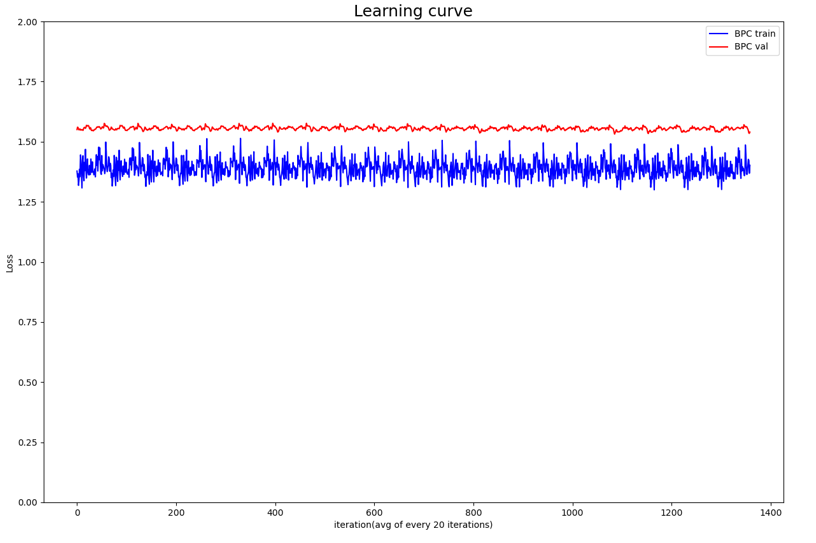 Learning curve
2.00
1.75
1.50
1.25
1.00
0.75
0.50
0.25
0.00
Loss
BPC train
BPC val
0 200 400 600 800 1000 1200 1400
iteration(avg of every 20 iterations)